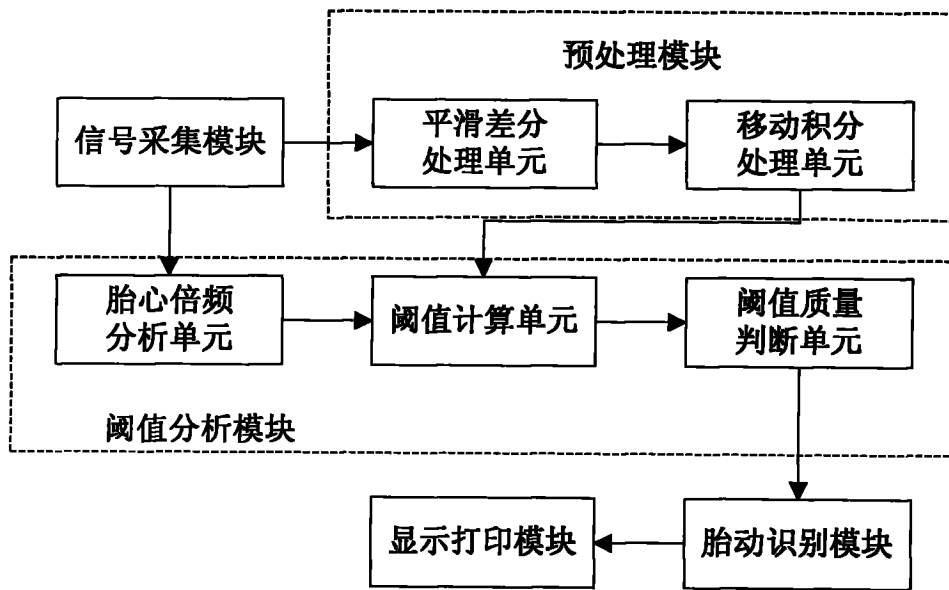 预处理模块
信号采集模块
平滑差分
处理单元
移动积分
处理单元
胎心倍频
分析单元
阈值计算单元
阈值质量
判断单元
阈值分析模块
显示打印模块
胎动识别模块